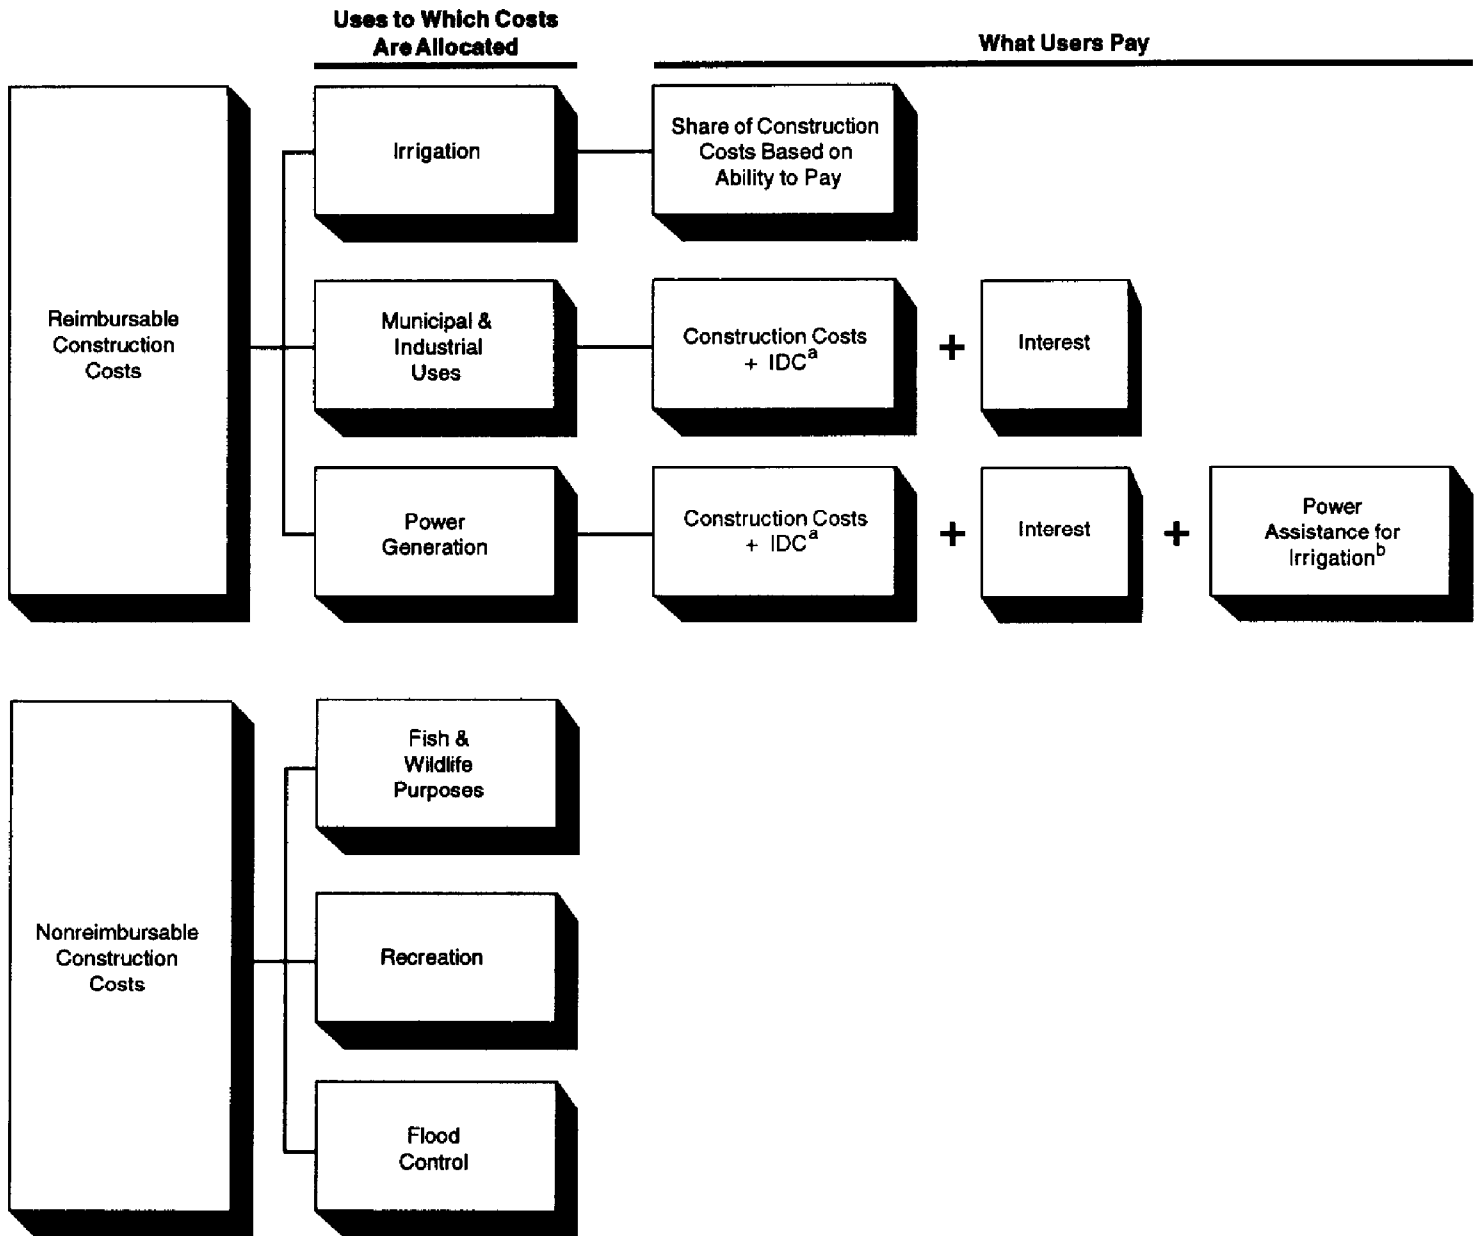 Uses to Which Costs
Are Allocated
What Users Pay
Reimbursable
Construction
Costs
Irrigation
Share of Construction
Costs Based on
Ability to Pay
Municipal &
Industrial
Uses
Construction Costs
+ IDCᵃ
+
Interest
Power
Generation
Construction Costs
+ IDCᵃ
+
Interest
+
Power
Assistance for
Irrigationᵇ
Nonreimbursable
Construction
Costs
Fish &
Wildlife
Purposes
Recreation
Flood
Control